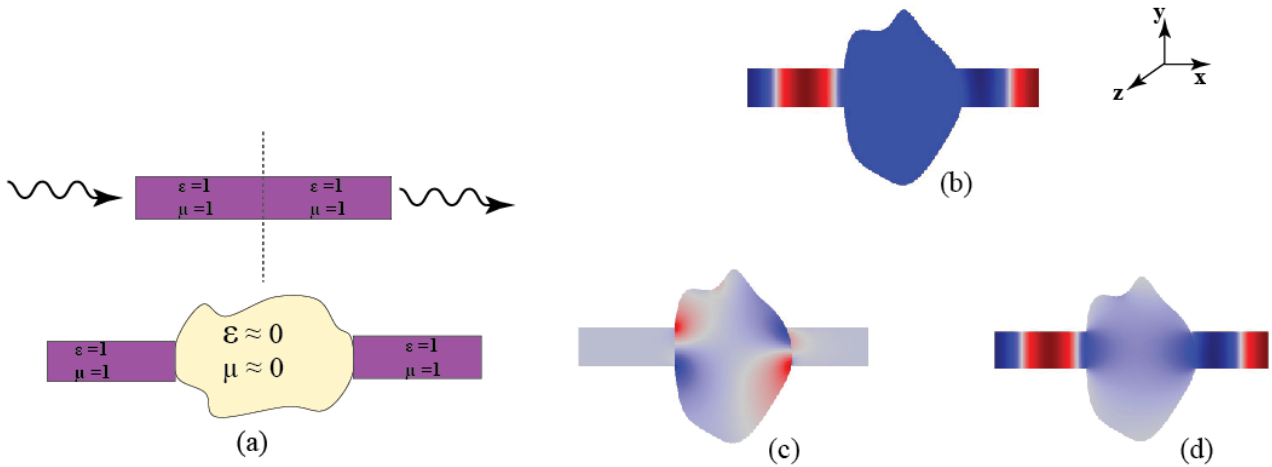 y
x
z
(b)
ε =1
μ =1
ε =1
μ =1
ε ≈ 0
μ ≈ 0
ε =1
μ =1
ε =1
μ =1
(a)
(c)
(d)